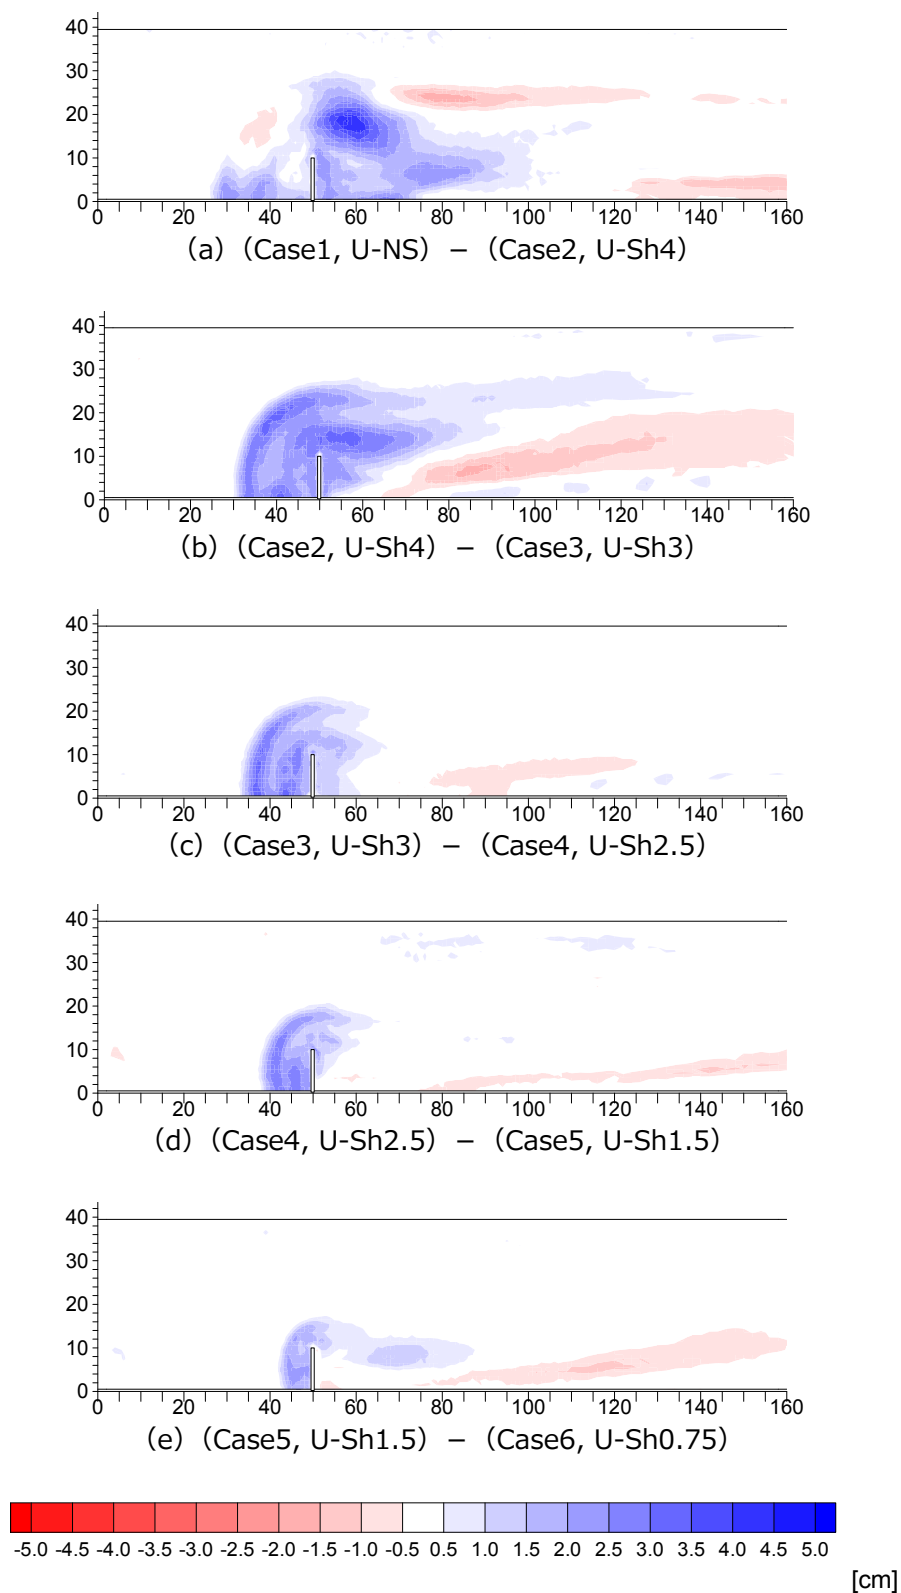 40
30
20
10
0
0 20 40 60 80 100 120 140 160
（a）（Case1, U-NS）－（Case2, U-Sh4）
40
30
20
10
0
0 20 40 60 80 100 120 140 160
（b）（Case2, U-Sh4）－（Case3, U-Sh3）
40
30
20
10
0
0 20 40 60 80 100 120 140 160
（c）（Case3, U-Sh3）－（Case4, U-Sh2.5）
40
30
20
10
0
0 20 40 60 80 100 120 140 160
（d）（Case4, U-Sh2.5）－（Case5, U-Sh1.5）
40
30
20
10
0
0 20 40 60 80 100 120 140 160
（e）（Case5, U-Sh1.5）－（Case6, U-Sh0.75）
-5.0 -4.5 -4.0 -3.5 -3.0 -2.5 -2.0 -1.5 -1.0 -0.5 0.5 1.0 1.5 2.0 2.5 3.0 3.5 4.0 4.5 5.0
[cm]